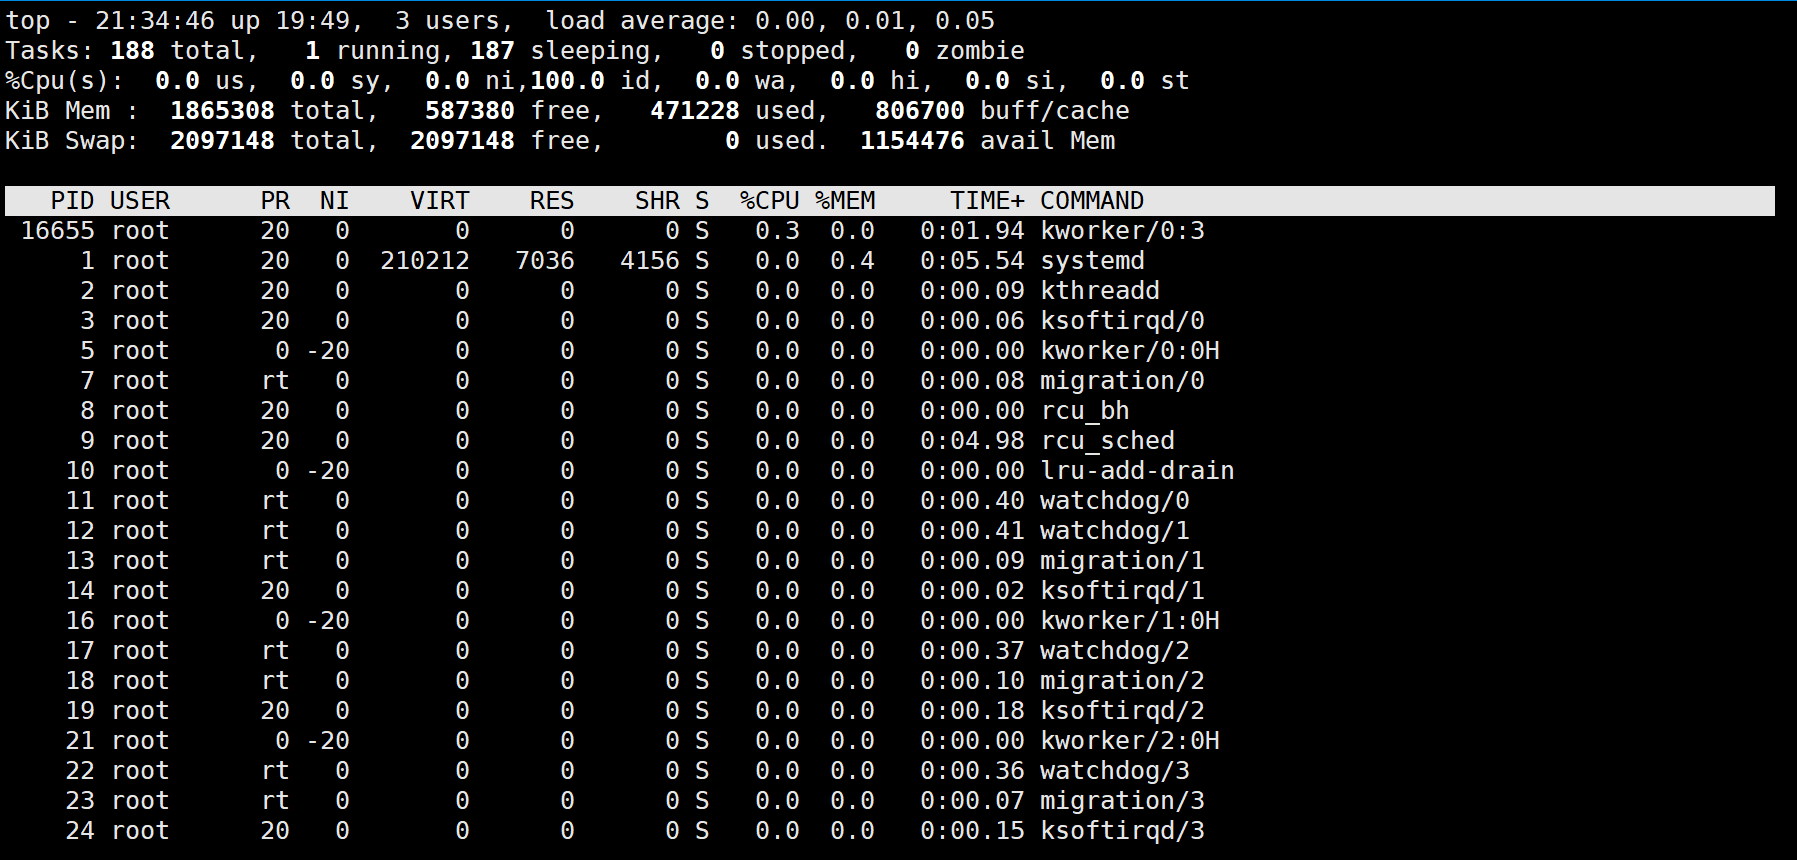 top - 21:34:46 up 19:49,  3 users,  load average: 0.00, 0.01, 0.05
Tasks: 188 total,   1 running, 187 sleeping,   0 stopped,   0 zombie
%Cpu(s):  0.0 us,  0.0 sy,  0.0 ni,100.0 id,  0.0 wa,  0.0 hi,  0.0 si,  0.0 st
KiB Mem :  1865308 total,   587380 free,   471228 used,   806700 buff/cache
KiB Swap:  2097148 total,  2097148 free,        0 used.  1154476 avail Mem
PID USER      PR  NI    VIRT    RES    SHR S  %CPU %MEM     TIME+ COMMAND
16655 root      20   0       0      0      0 S   0.3  0.0   0:01.94 kworker/0:3
1 root      20   0  210212   7036   4156 S   0.0  0.4   0:05.54 systemd
2 root      20   0       0      0      0 S   0.0  0.0   0:00.09 kthreadd
3 root      20   0       0      0      0 S   0.0  0.0   0:00.06 ksoftirqd/0
5 root       0 -20       0      0      0 S   0.0  0.0   0:00.00 kworker/0:0H
7 root      rt   0       0      0      0 S   0.0  0.0   0:00.08 migration/0
8 root      20   0       0      0      0 S   0.0  0.0   0:00.00 rcu_bh
9 root      20   0       0      0      0 S   0.0  0.0   0:04.98 rcu_sched
10 root       0 -20       0      0      0 S   0.0  0.0   0:00.00 lru-add-drain
11 root      rt   0       0      0      0 S   0.0  0.0   0:00.40 watchdog/0
12 root      rt   0       0      0      0 S   0.0  0.0   0:00.41 watchdog/1
13 root      rt   0       0      0      0 S   0.0  0.0   0:00.09 migration/1
14 root      20   0       0      0      0 S   0.0  0.0   0:00.02 ksoftirqd/1
16 root       0 -20       0      0      0 S   0.0  0.0   0:00.00 kworker/1:0H
17 root      rt   0       0      0      0 S   0.0  0.0   0:00.37 watchdog/2
18 root      rt   0       0      0      0 S   0.0  0.0   0:00.10 migration/2
19 root      20   0       0      0      0 S   0.0  0.0   0:00.18 ksoftirqd/2
21 root       0 -20       0      0      0 S   0.0  0.0   0:00.00 kworker/2:0H
22 root      rt   0       0      0      0 S   0.0  0.0   0:00.36 watchdog/3
23 root      rt   0       0      0      0 S   0.0  0.0   0:00.07 migration/3
24 root      20   0       0      0      0 S   0.0  0.0   0:00.15 ksoftirqd/3